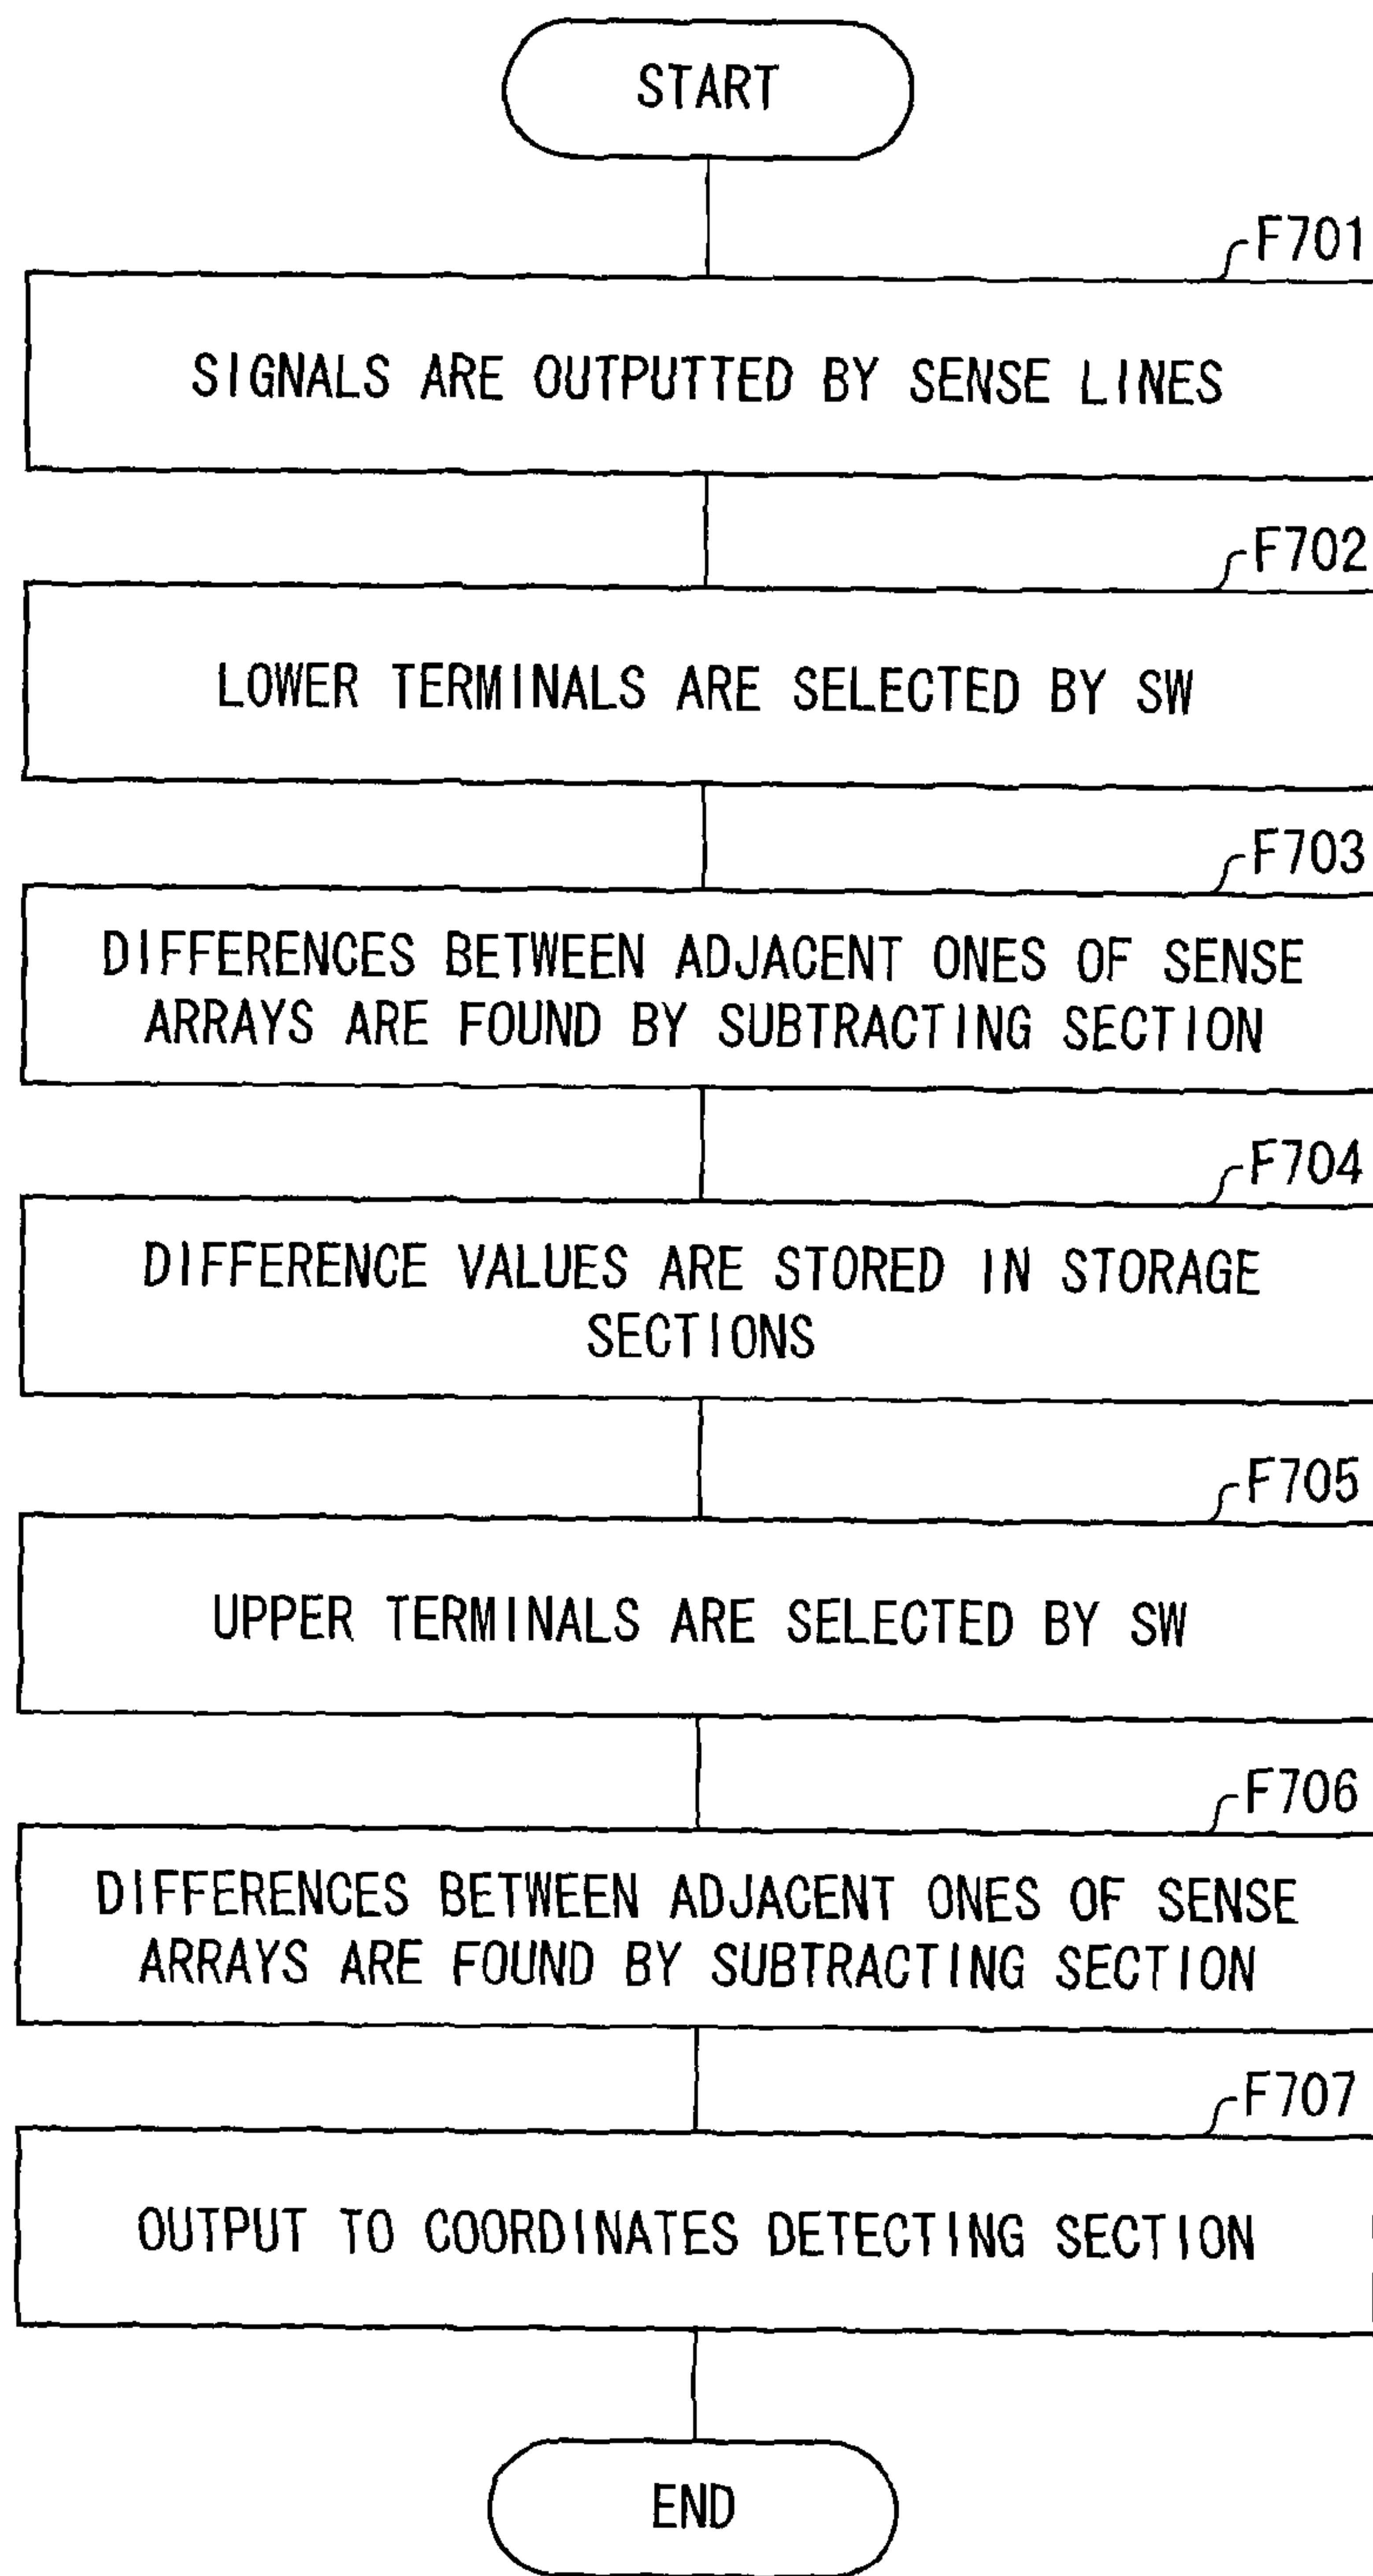 START
F701
SIGNALS ARE OUTPUTTED BY SENSE LINES
F702
LOWER TERMINALS ARE SELECTED BY SW
F703
DIFFERENCES BETWEEN ADJACENT ONES OF SENSE
ARRAYS ARE FOUND BY SUBTRACTING SECTION
F704
DIFFERENCE VALUES ARE STORED IN STORAGE
SECTIONS
F705
UPPER TERMINALS ARE SELECTED BY SW
F706
DIFFERENCES BETWEEN ADJACENT ONES OF SENSE
ARRAYS ARE FOUND BY SUBTRACTING SECTION
F707
OUTPUT TO COORDINATES DETECTING SECTION
END